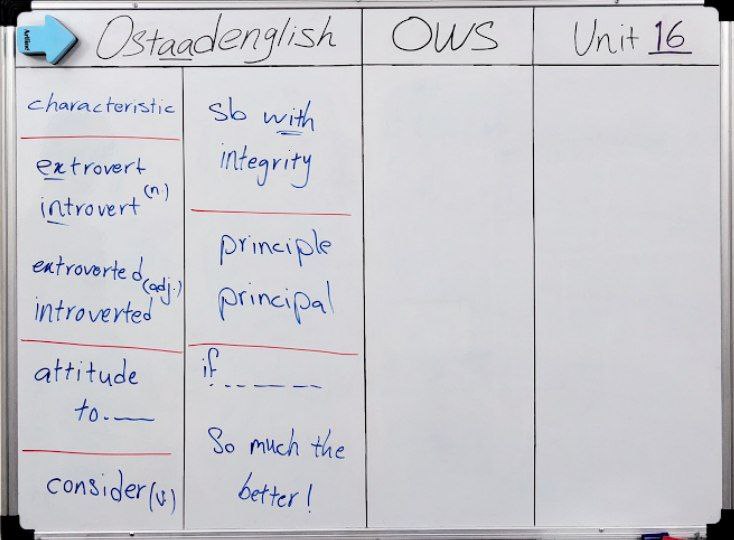 Ostaadenglish
OWS
Unit 16
characteristic
extrovert
introvert (n.)
extroverted
introverted (adj.)
attitude
to.___
consider (v)
sb with
integrity
principle
principal
if _ _ _ _ _ _
So much the
better!